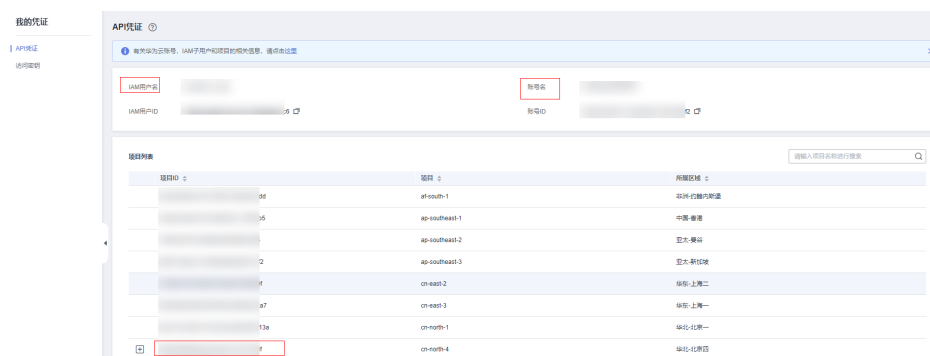 我的凭证
API凭证
访问密钥
API凭证
有关华为云账号、IAM子用户和项目的相关信息，请点击这里
IAM用户名
账号名
IAM用户ID c6
账号ID f2
项目列表
请输入项目名称进行搜索
项目ID 项目 所属区域
dd af-south-1 非洲-约翰内斯堡
b5 ap-southeast-1 中国-香港
ap-southeast-2 亚太-曼谷
f2 ap-southeast-3 亚太-新加坡
f cn-east-2 华东-上海二
a7 cn-east-3 华东-上海一
13a cn-north-1 华北-北京一
f cn-north-4 华北-北京四